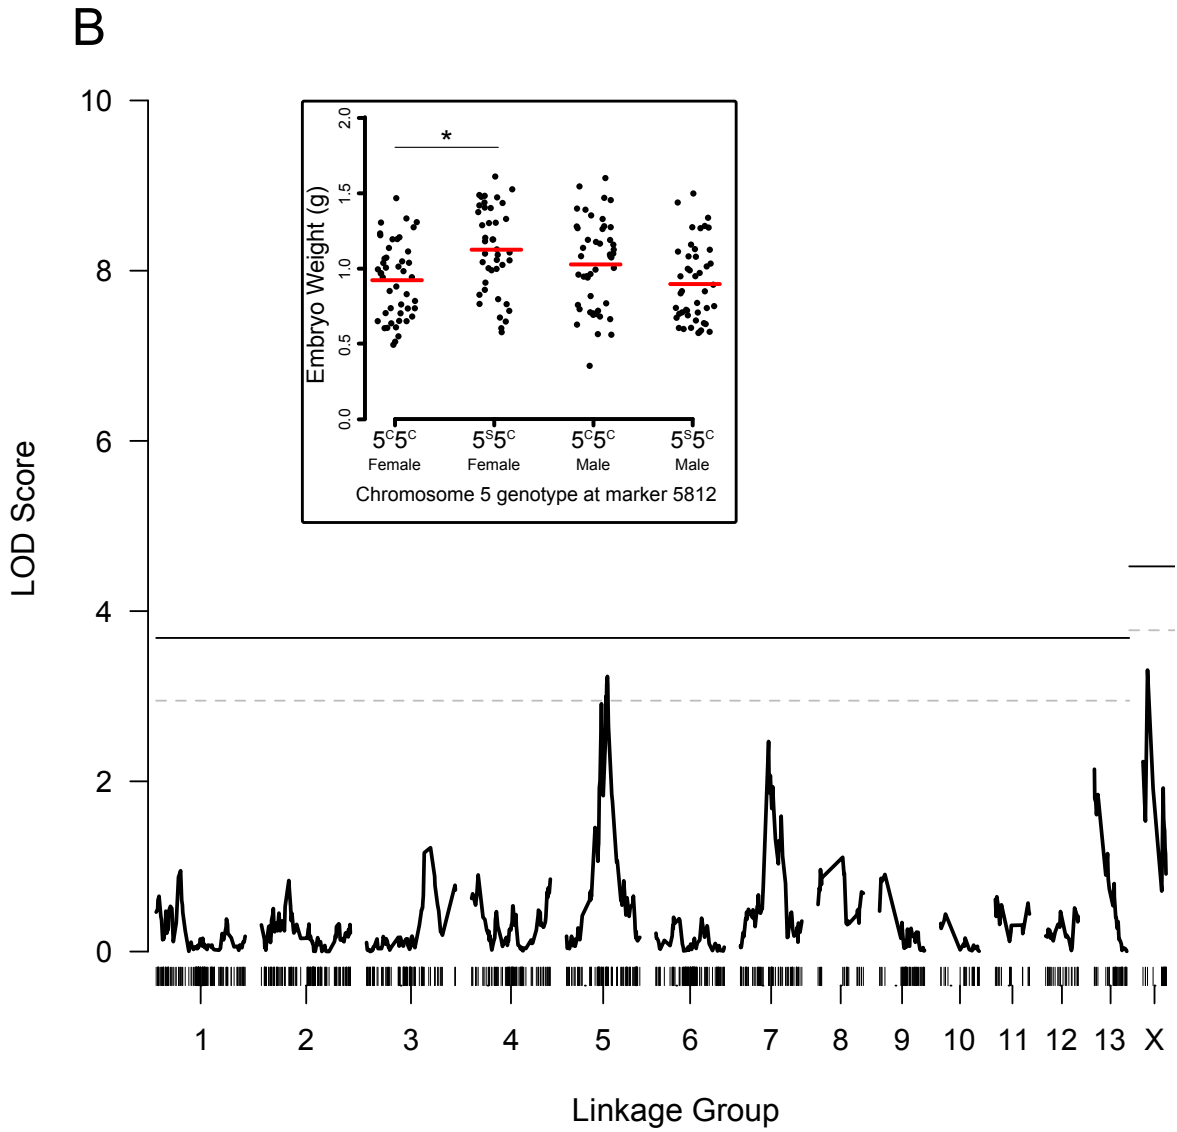 B
10
8
6
4
2
0
LOD Score
2.0
1.5
1.0
0.5
0.0
Embryo Weight (g)
*
5ᶜ5ᶜ 5ˢ5ᶜ 5ᶜ5ᶜ 5ˢ5ᶜ
Female Female Male Male
Chromosome 5 genotype at marker 5812
1 2 3 4 5 6 7 8 9 10 11 12 13 X
Linkage Group